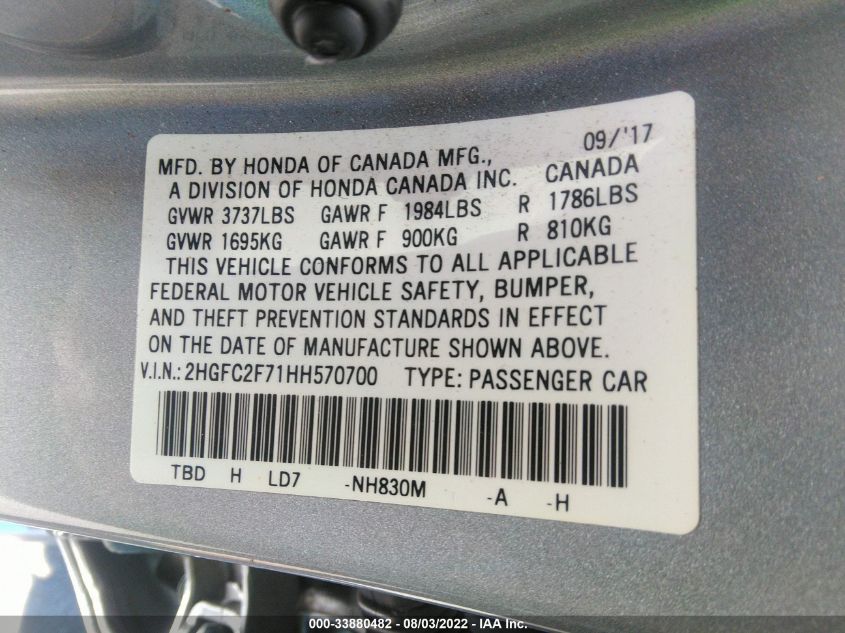 09/'17
MFD. BY HONDA OF CANADA MFG.,
A DIVISION OF HONDA CANADA INC. CANADA
GVWR 3737LBS GAWR F 1984LBS R 1786LBS
GVWR 1695KG GAWR F 900KG R 810KG
THIS VEHICLE CONFORMS TO ALL APPLICABLE
FEDERAL MOTOR VEHICLE SAFETY, BUMPER,
AND THEFT PREVENTION STANDARDS IN EFFECT
ON THE DATE OF MANUFACTURE SHOWN ABOVE.
V.I.N.: 2HGFC2F71HH570700 TYPE: PASSENGER CAR
TBD H LD7 -NH830M -A -H
000-33880482 - 08/03/2022 - IAA Inc.